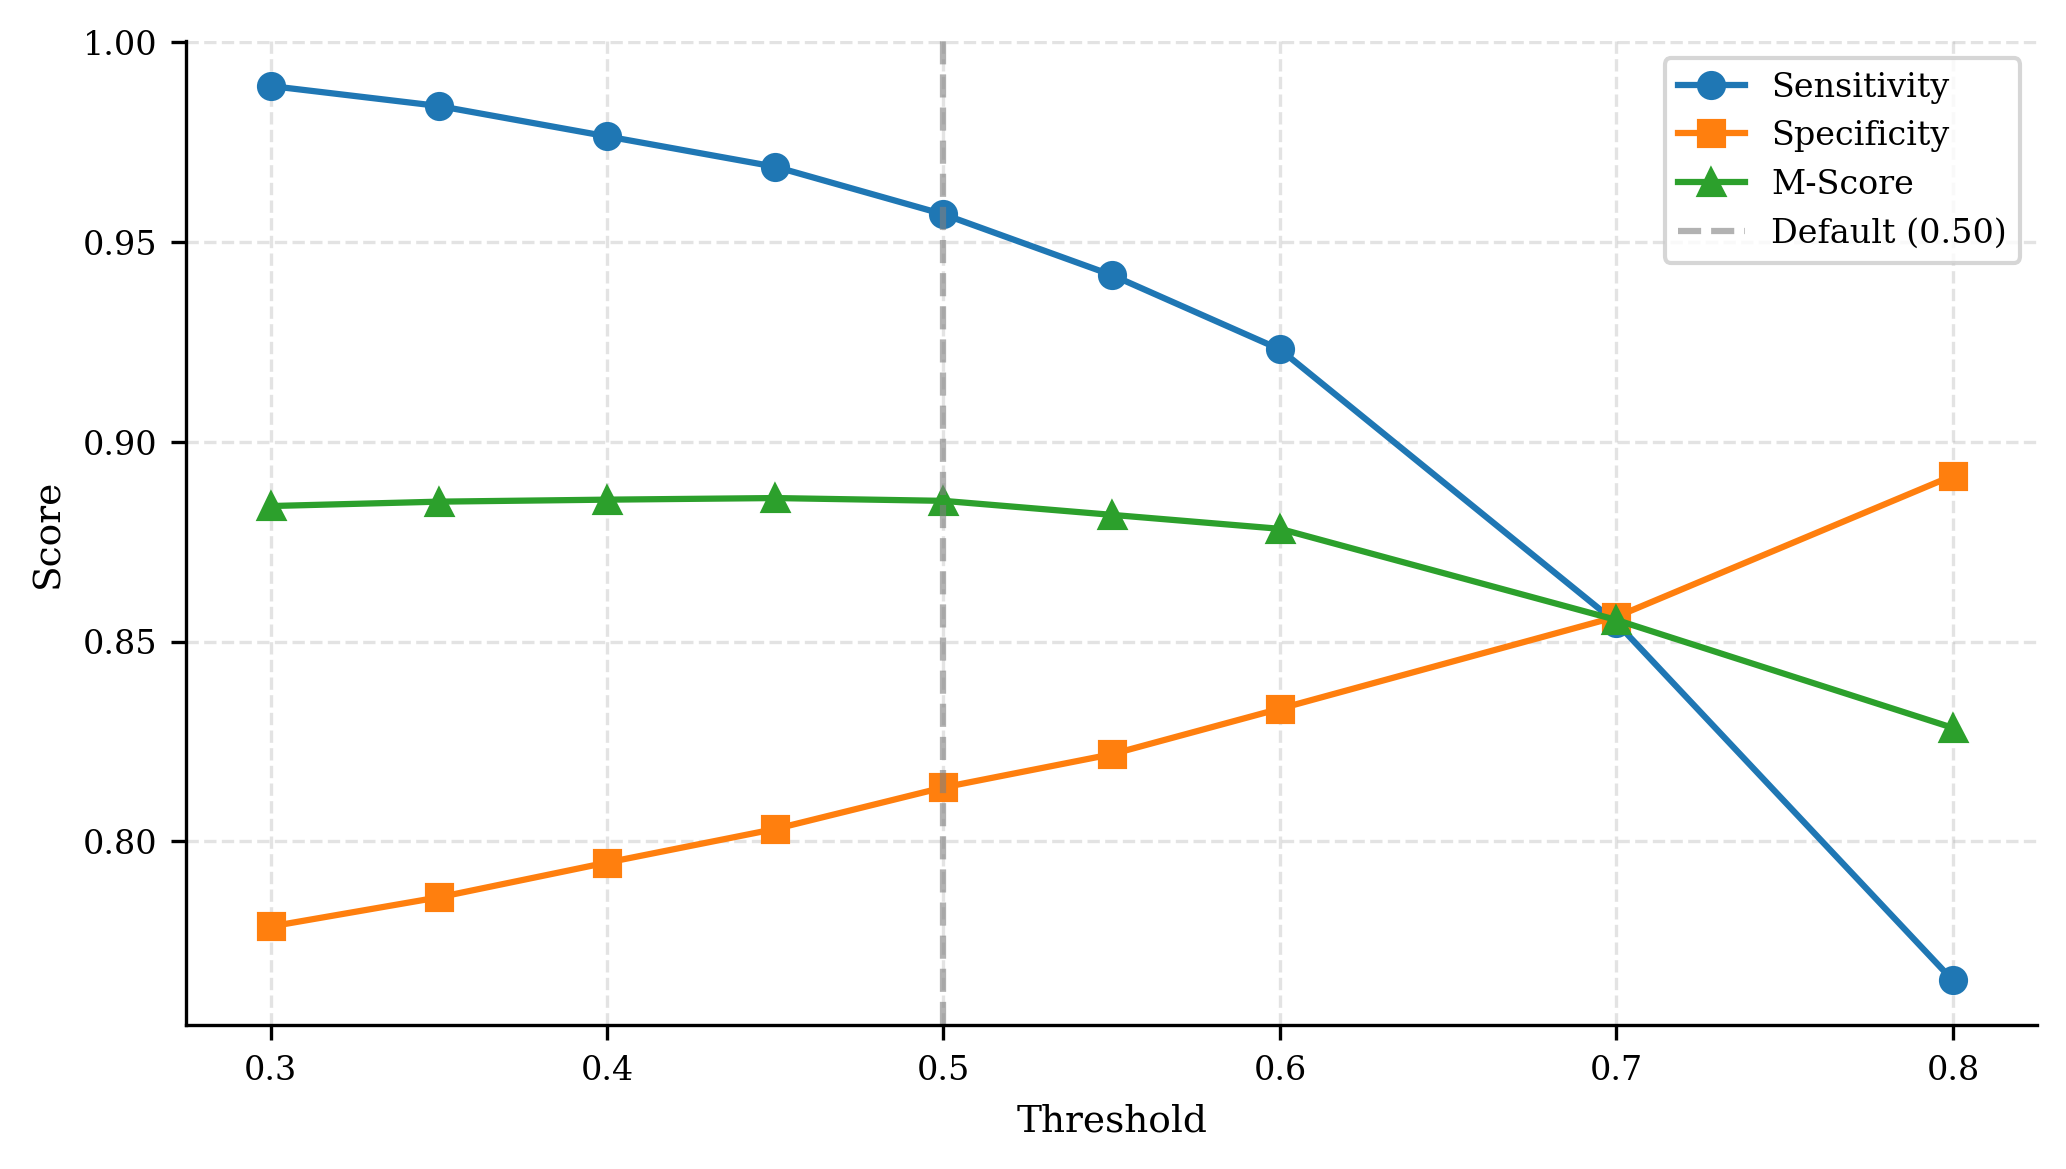 1.00
0.95
0.90
0.85
0.80
Score
Sensitivity
Specificity
M-Score
Default (0.50)
0.3 0.4 0.5 0.6 0.7 0.8
Threshold